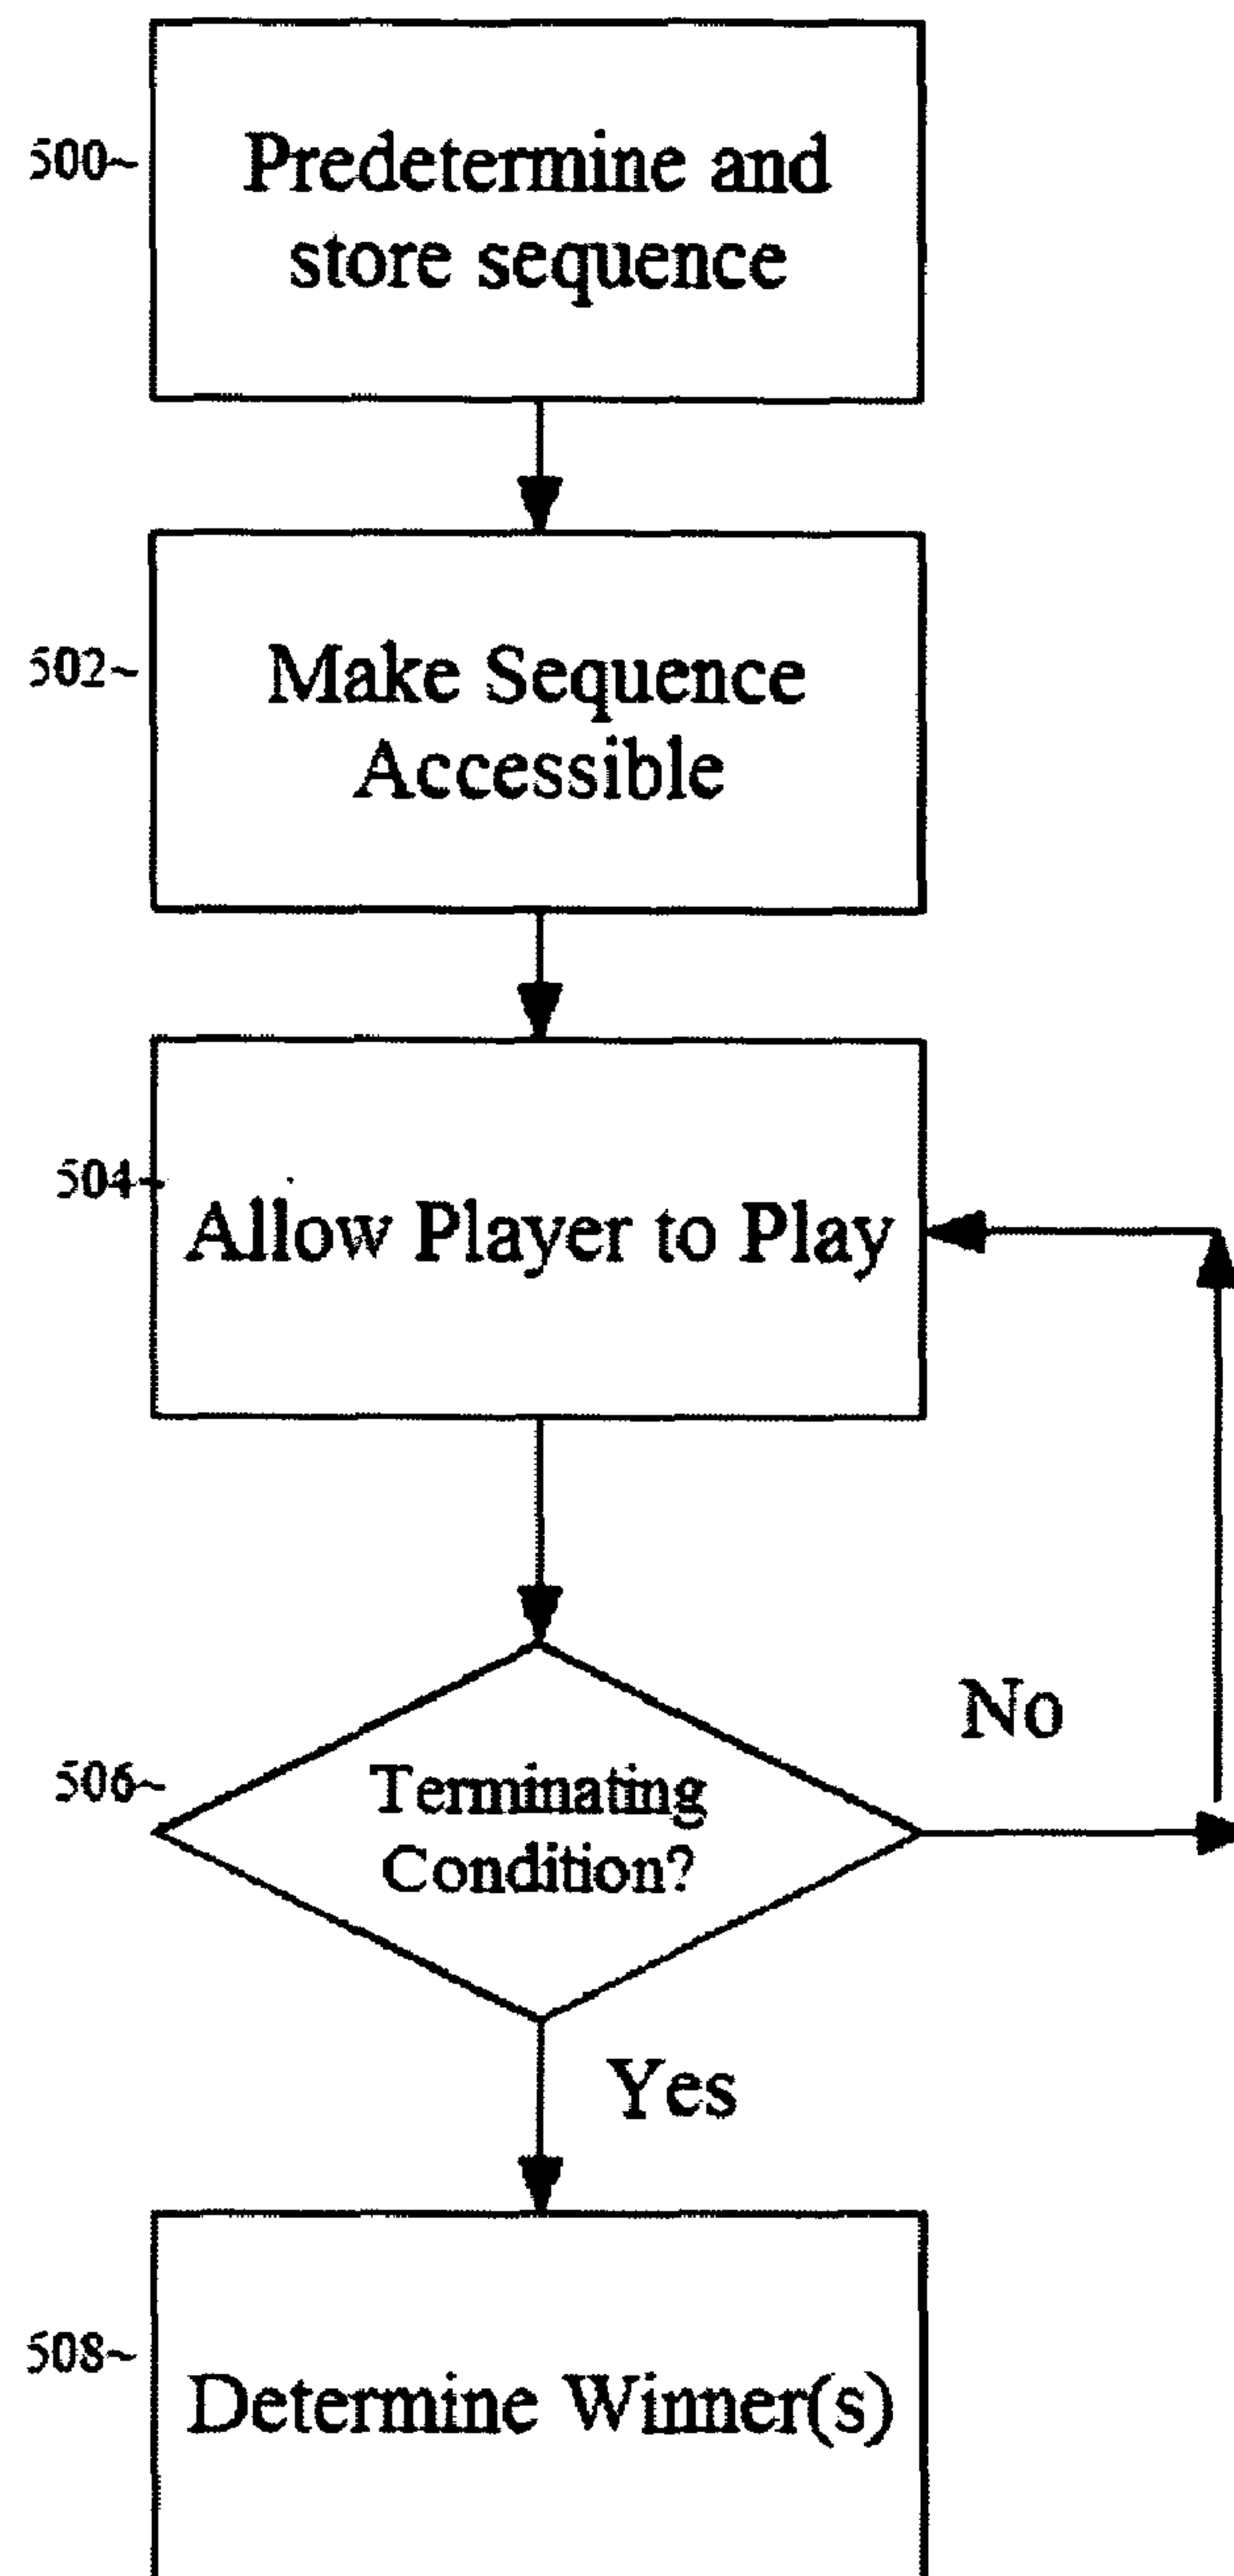 500~
Predetermine and
store sequence
502~
Make Sequence
Accessible
504~
Allow Player to Play
No
506~
Terminating
Condition?
Yes
508~
Determine Winner(s)